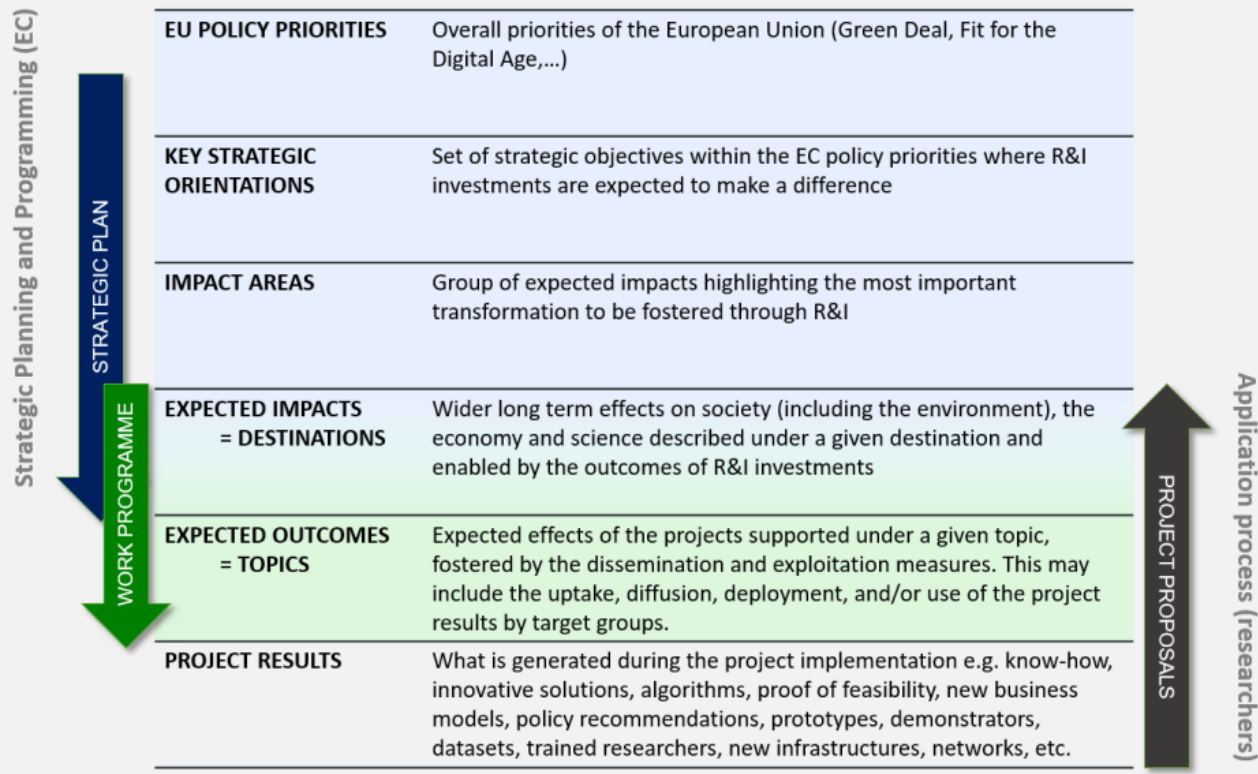 Strategic Planning and Programming (EC)
STRATEGIC PLAN
WORK PROGRAMME
EU POLICY PRIORITIES
Overall priorities of the European Union (Green Deal, Fit for the
Digital Age,...)
KEY STRATEGIC
ORIENTATIONS
Set of strategic objectives within the EC policy priorities where R&I
investments are expected to make a difference
IMPACT AREAS
Group of expected impacts highlighting the most important
transformation to be fostered through R&I
EXPECTED IMPACTS
= DESTINATIONS
Wider long term effects on society (including the environment), the
economy and science described under a given destination and
enabled by the outcomes of R&I investments
EXPECTED OUTCOMES
= TOPICS
Expected effects of the projects supported under a given topic,
fostered by the dissemination and exploitation measures. This may
include the uptake, diffusion, deployment, and/or use of the project
results by target groups.
PROJECT RESULTS
What is generated during the project implementation e.g. know-how,
innovative solutions, algorithms, proof of feasibility, new business
models, policy recommendations, prototypes, demonstrators,
datasets, trained researchers, new infrastructures, networks, etc.
PROJECT PROPOSALS
Application process (researchers)